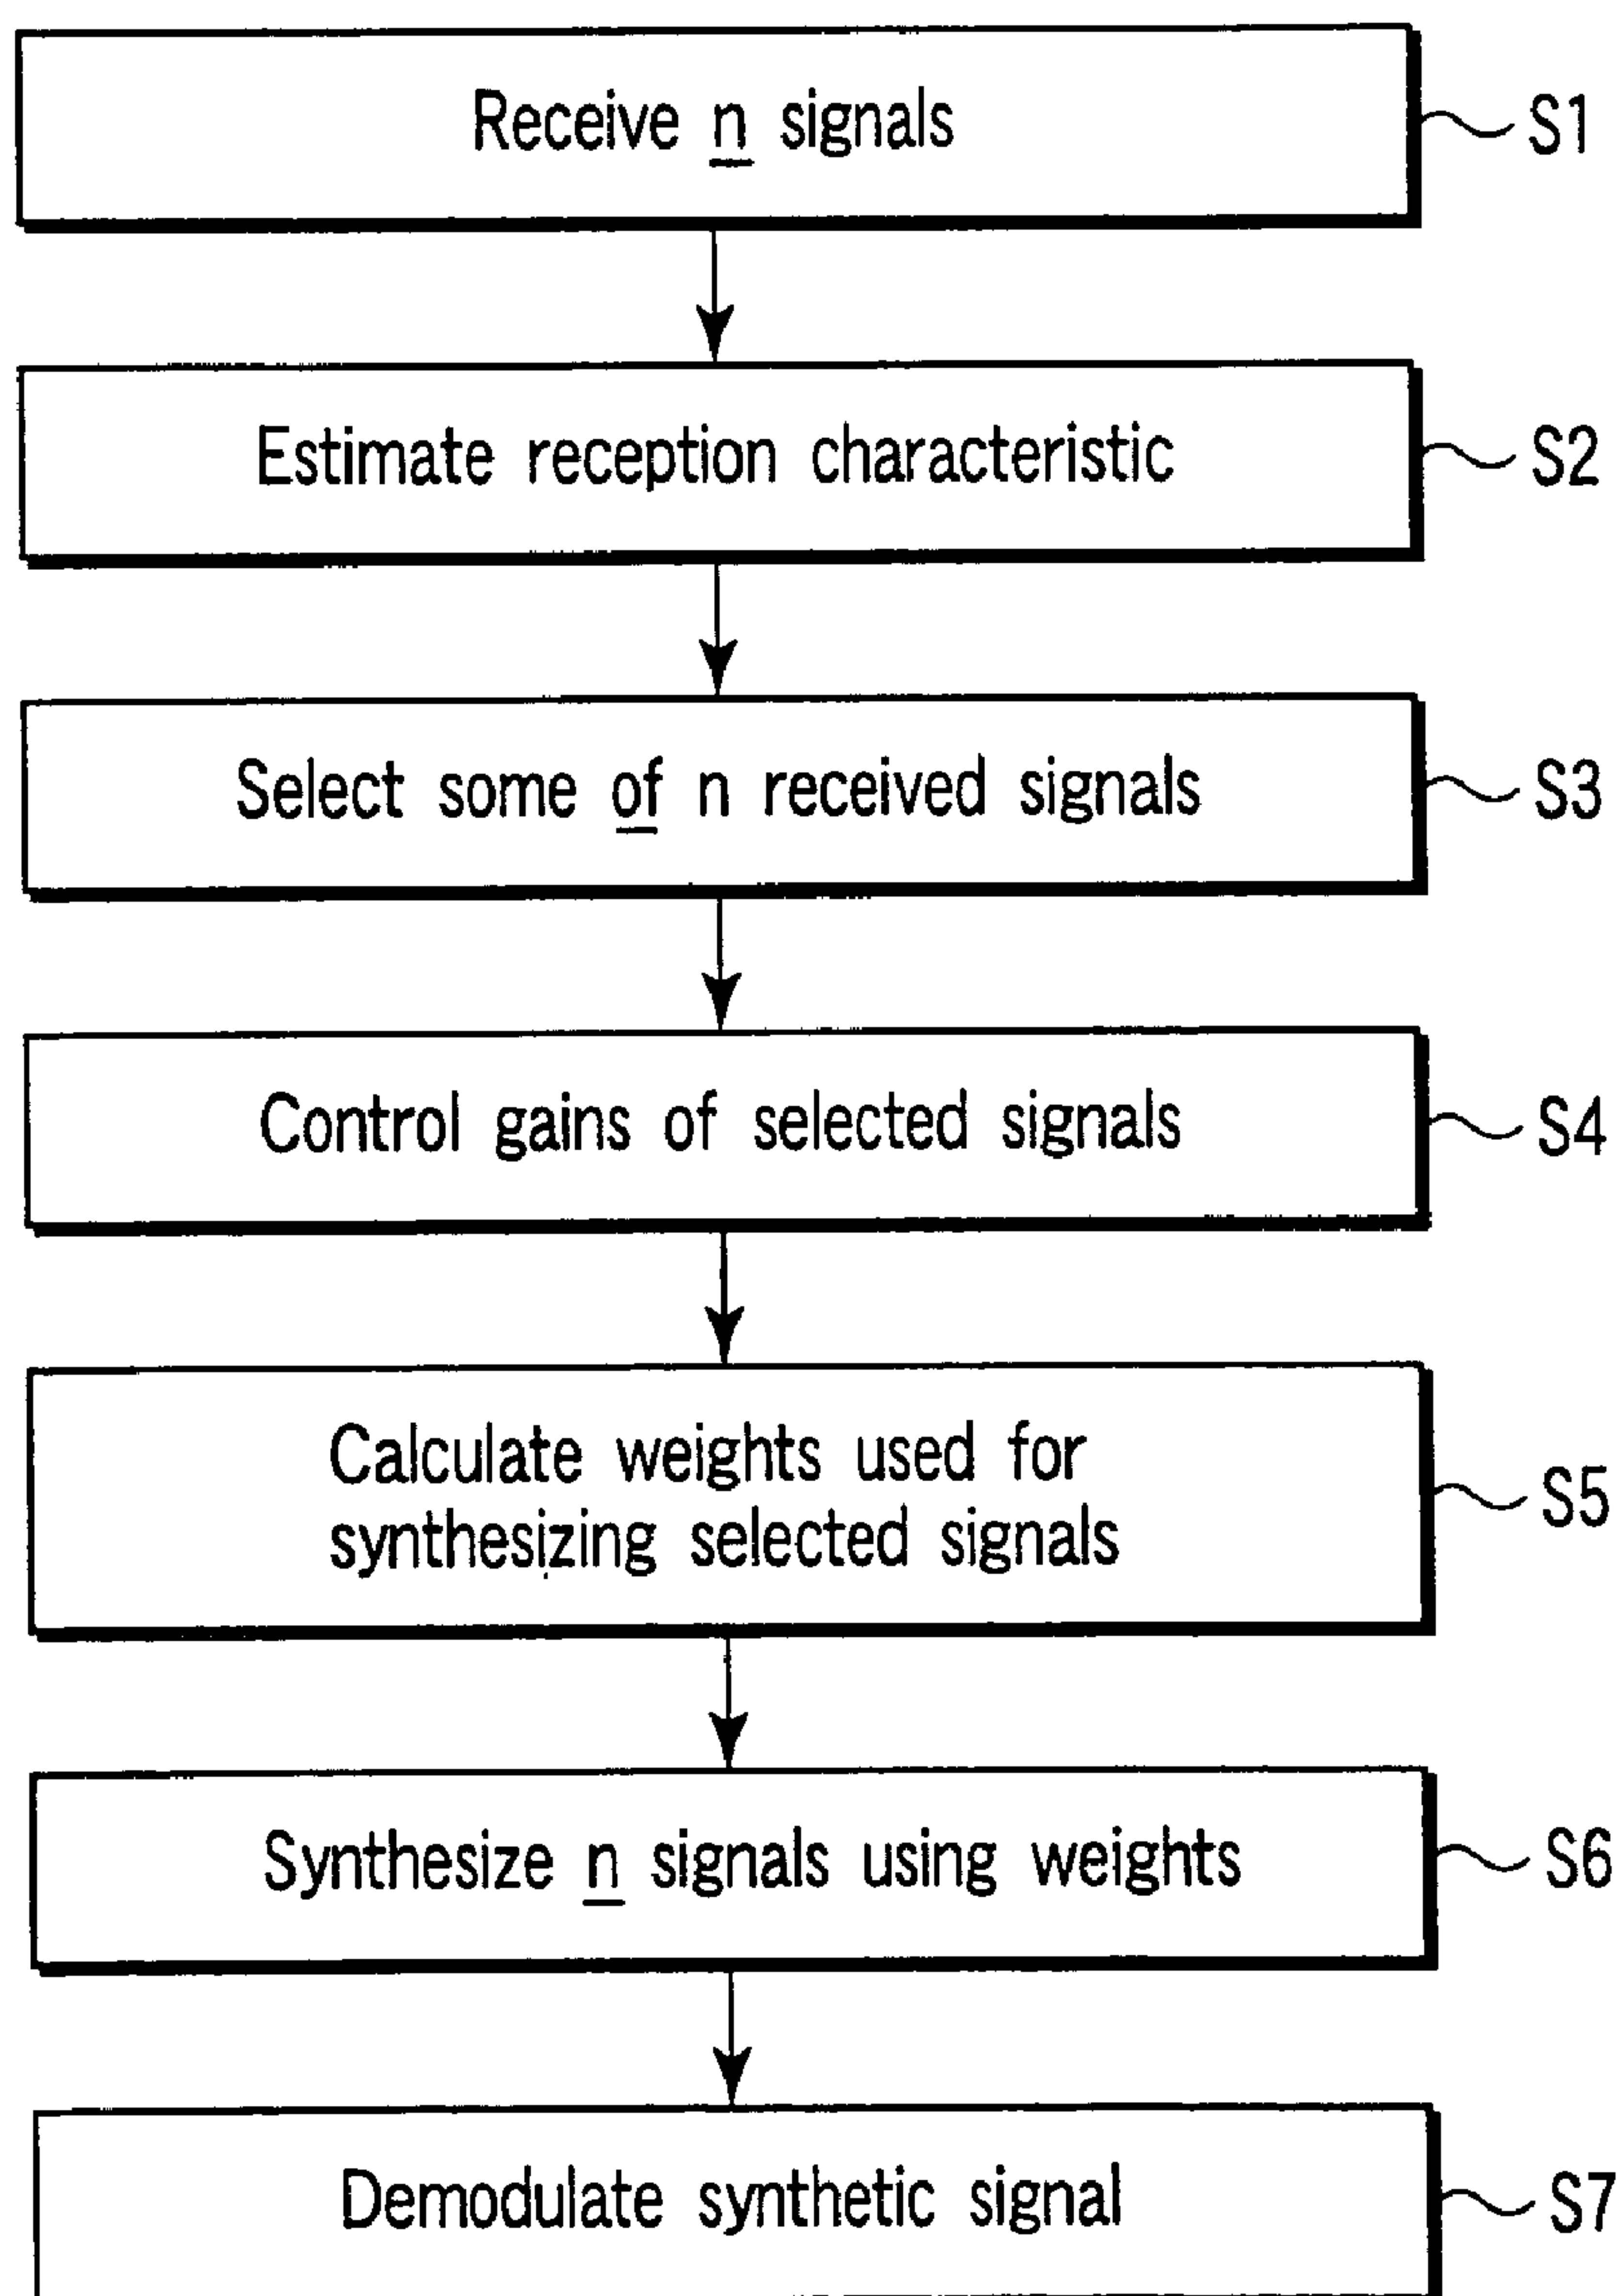 Receive n signals S1
Estimate reception characteristic S2
Select some of n received signals S3
Control gains of selected signals S4
Calculate weights used for
synthesizing selected signals S5
Synthesize n signals using weights S6
Demodulate synthetic signal S7